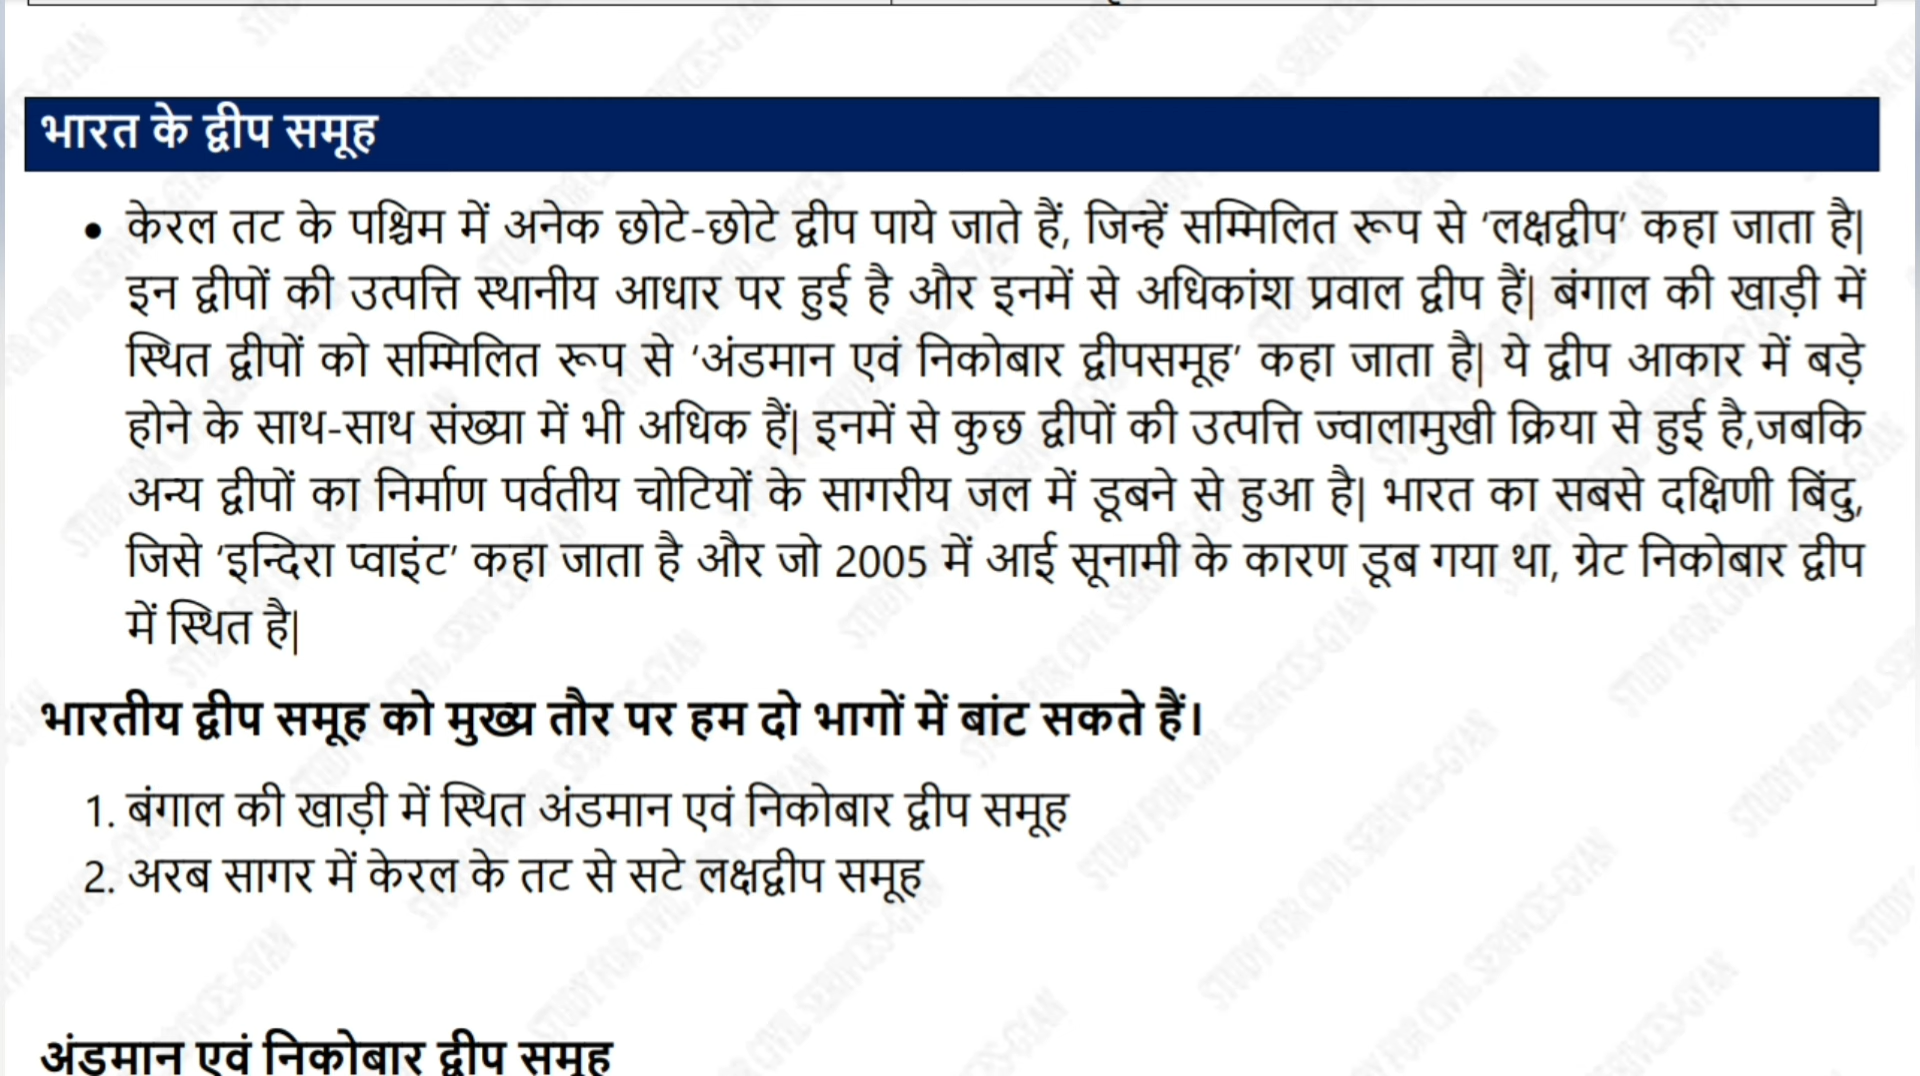 भारत के द्वीप समूह
• केरल तट के पश्चिम में अनेक छोटे-छोटे द्वीप पाये जाते हैं, जिन्हें सम्मिलित रूप से ‘लक्षद्वीप’ कहा जाता है|
इन द्वीपों की उत्पत्ति स्थानीय आधार पर हुई है और इनमें से अधिकांश प्रवाल द्वीप हैं| बंगाल की खाड़ी में
स्थित द्वीपों को सम्मिलित रूप से ‘अंडमान एवं निकोबार द्वीपसमूह’ कहा जाता है| ये द्वीप आकार में बड़े
होने के साथ-साथ संख्या में भी अधिक हैं| इनमें से कुछ द्वीपों की उत्पत्ति ज्वालामुखी क्रिया से हुई है,जबकि
अन्य द्वीपों का निर्माण पर्वतीय चोटियों के सागरीय जल में डूबने से हुआ है| भारत का सबसे दक्षिणी बिंदु,
जिसे ‘इन्दिरा प्वाइंट’ कहा जाता है और जो 2005 में आई सूनामी के कारण डूब गया था, ग्रेट निकोबार द्वीप
में स्थित है|
भारतीय द्वीप समूह को मुख्य तौर पर हम दो भागों में बांट सकते हैं।
1. बंगाल की खाड़ी में स्थित अंडमान एवं निकोबार द्वीप समूह
2. अरब सागर में केरल के तट से सटे लक्षद्वीप समूह
अंडमान एवं निकोबार द्वीप समूह